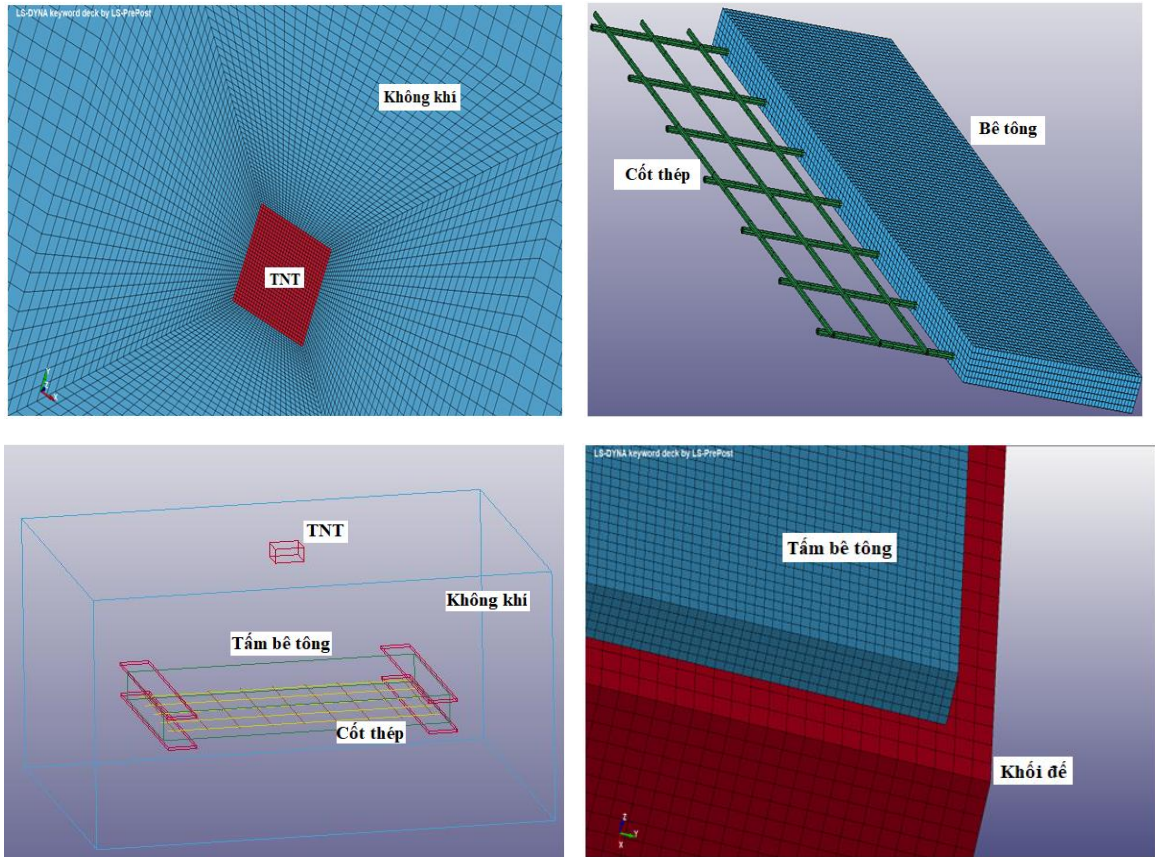 LS-DYNA keyword deck by LS-PrePost
Không khí
TNT
Y
Z
X
Bê tông
Cốt thép
TNT
Không khí
Tấm bê tông
Cốt thép
LS-DYNA keyword deck by LS-PrePost
Tấm bê tông
Khối đế
Z
Y
X